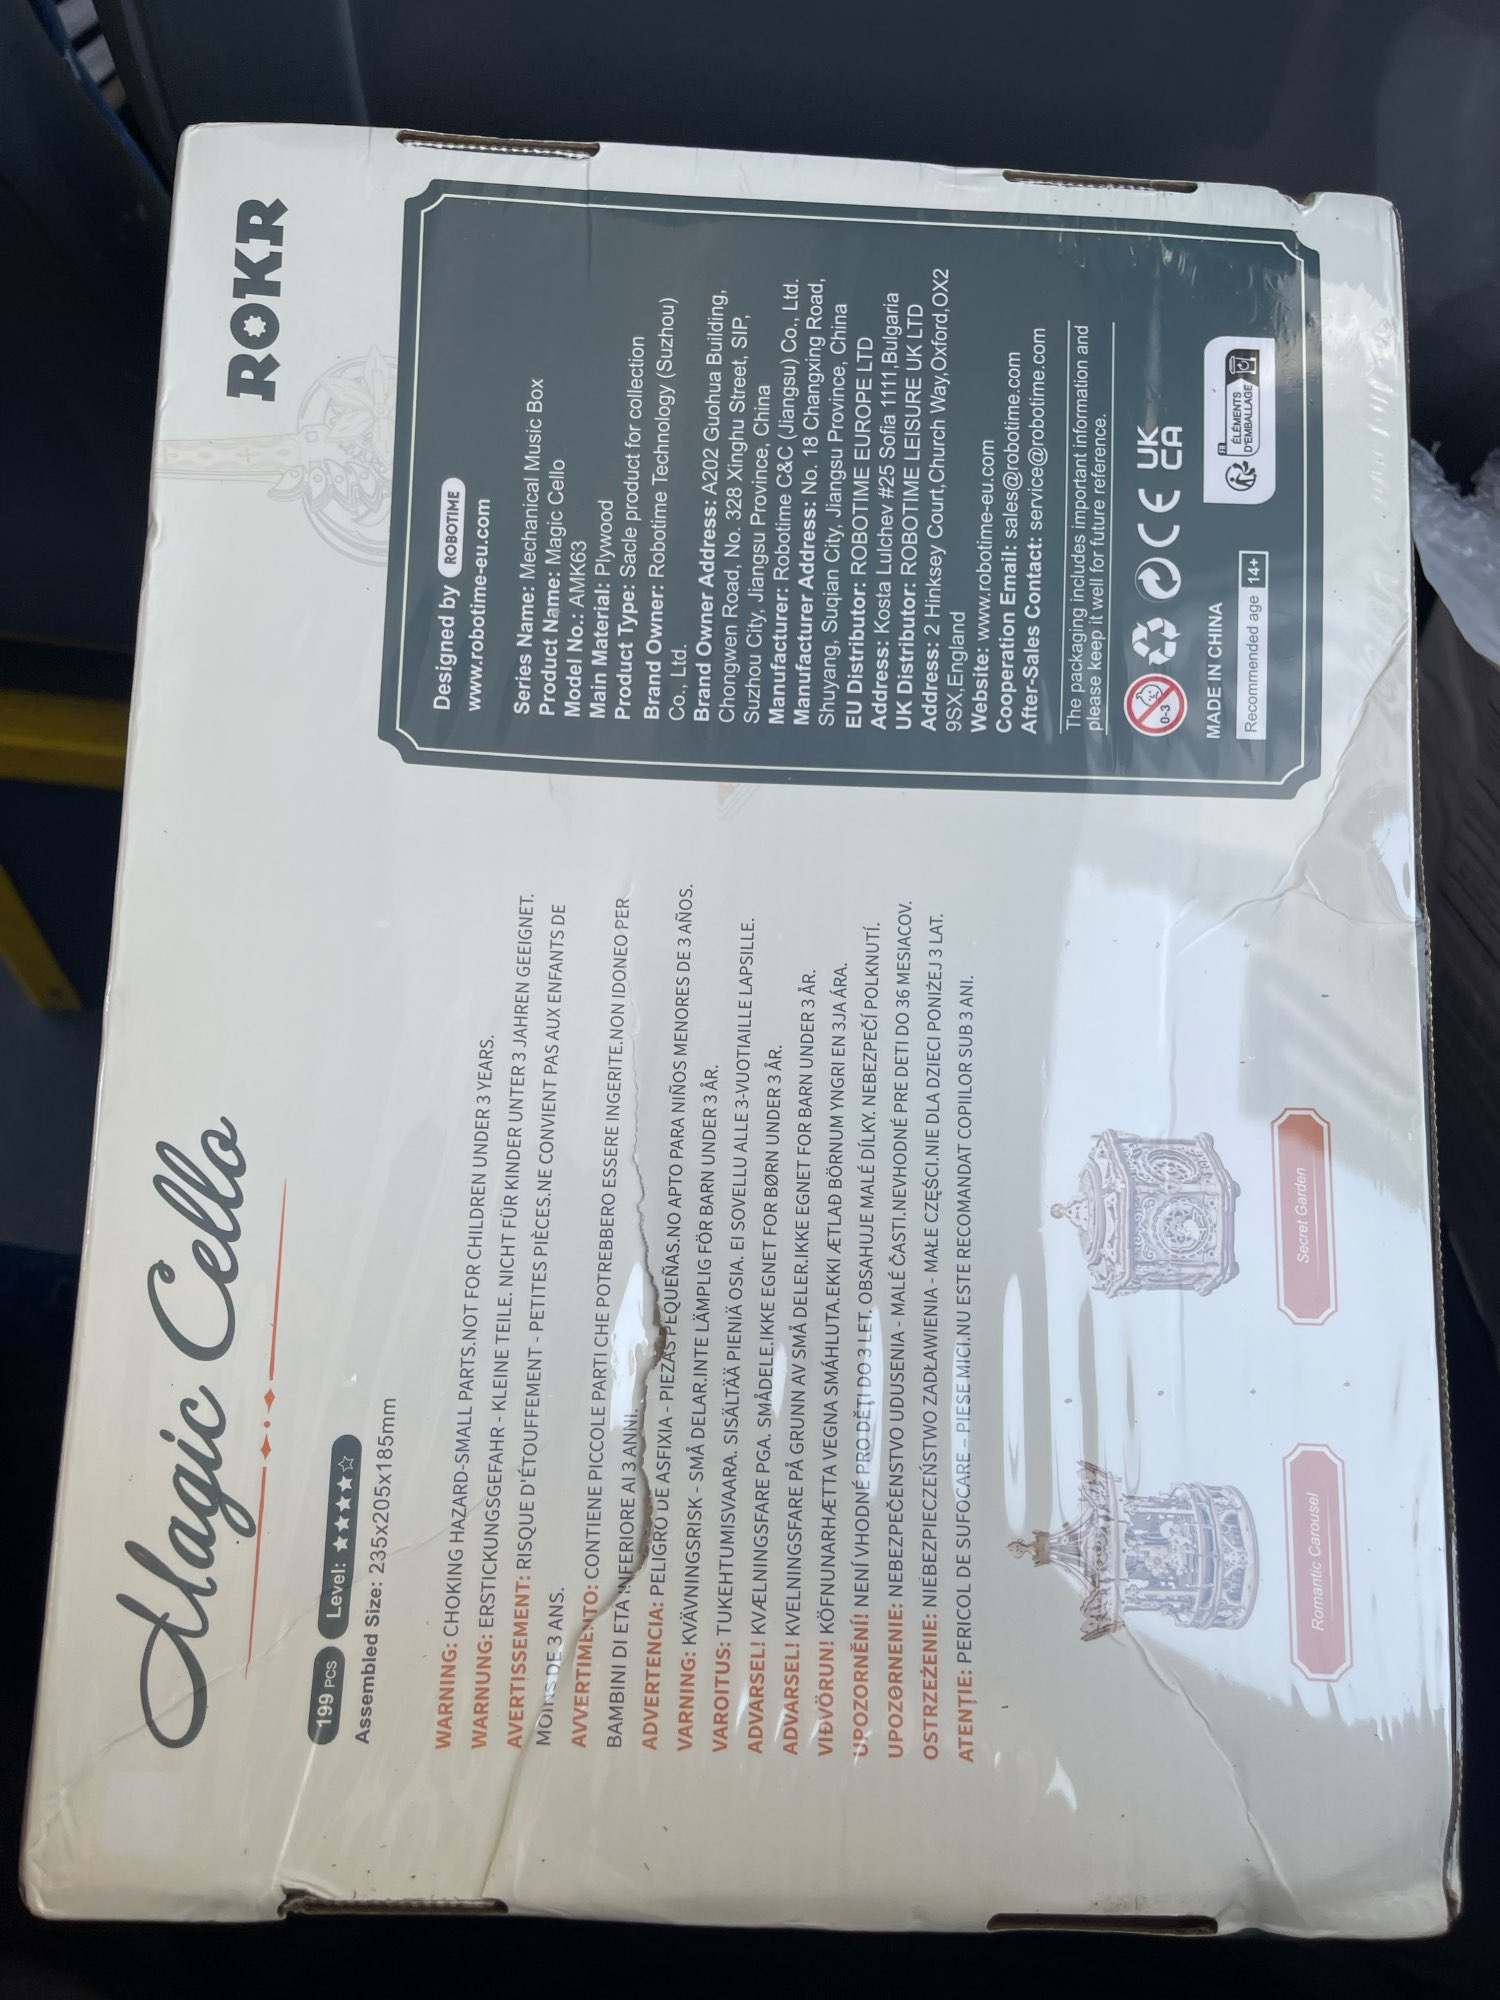 Magic Cello
ROKR
199 PCS
Level: ★★★★☆
Assembled Size: 235x205x185mm
WARNING: CHOKING HAZARD-SMALL PARTS.NOT FOR CHILDREN UNDER 3 YEARS.
WARNUNG: ERSTICKUNGSGEFAHR - KLEINE TEILE. NICHT FÜR KINDER UNTER 3 JAHREN GEEIGNET.
AVERTISSEMENT: RISQUE D'ÉTOUFFEMENT - PETITES PIÈCES.NE CONVIENT PAS AUX ENFANTS DE
MOINS DE 3 ANS.
AVVERTIMENTO: CONTIENE PICCOLE PARTI CHE POTREBBERO ESSERE INGERITE.NON IDONEO PER
BAMBINI DI ETA INFERIORE AI 3 ANNI.
ADVERTENCIA: PELIGRO DE ASFIXIA - PIEZAS PEQUEÑAS.NO APTO PARA NIÑOS MENORES DE 3 AÑOS.
VARNING: KVÄVNINGSRISK - SMÅ DELAR.INTE LÄMPLIG FÖR BARN UNDER 3 ÅR.
VAROITUS: TUKEHTUMISVAARA. SISÄLTÄÄ PIENIÄ OSIA. EI SOVELLU ALLE 3-VUOTIAILLE LAPSILLE.
ADVARSEL! KVÆLNINGSFARE PGA. SMÅDELE.IKKE EGNET FOR BØRN UNDER 3 ÅR.
ADVARSEL! KVELNINGSFARE PÅ GRUNN AV SMÅ DELER.IKKE EGNET FOR BARN UNDER 3 ÅR.
VIÐVÖRUN! KÖFNUNARHÆTTA VEGNA SMÁHLUTA.EKKI ÆTLAÐ BÖRNUM YNGRI EN 3JA ÁRA.
UPOZORNĚNÍ! NENÍ VHODNÉ PRO DĚTI DO 3 LET. OBSAHUJE MALÉ DÍLKY. NEBEZPEČÍ POLKNUTÍ.
UPOZORNENIE: NEBEZPEČENSTVO UDUSENIA - MALÉ ČASTI.NEVHODNÉ PRE DETI DO 36 MESIACOV.
OSTRZEŻENIE: NIEBEZPIECZEŃSTWO ZADŁAWIENIA - MAŁE CZĘŚCI.NIE DLA DZIECI PONIŻEJ 3 LAT.
ATENȚIE: PERICOL DE SUFOCARE - PIESE MICI.NU ESTE RECOMANDAT COPIILOR SUB 3 ANI.
Romantic Carousel
Secret Garden
Designed by ROBOTIME
www.robotime-eu.com
Series Name: Mechanical Music Box
Product Name: Magic Cello
Model No.: AMK63
Main Material: Plywood
Product Type: Sacle product for collection
Brand Owner: Robotime Technology (Suzhou)
Co., Ltd.
Brand Owner Address: A202 Guohua Building,
Chongwen Road, No. 328 Xinghu Street, SIP,
Suzhou City, Jiangsu Province, China
Manufacturer: Robotime C&C (Jiangsu) Co., Ltd.
Manufacturer Address: No. 18 Changxing Road,
Shuyang, Suqian City, Jiangsu Province, China
EU Distributor: ROBOTIME EUROPE LTD
Address: Kosta Lulchev #25 Sofia 1111,Bulgaria
UK Distributor: ROBOTIME LEISURE UK LTD
Address: 2 Hinksey Court,Church Way,Oxford,OX2
9SX,England
Website: www.robotime-eu.com
Cooperation Email: sales@robotime.com
After-Sales Contact: service@robotime.com
The packaging includes important information and
please keep it well for future reference.
0-3
CE
UK
CA
MADE IN CHINA
Recommended age 14+
FR
ÉLÉMENTS
D'EMBALLAGE